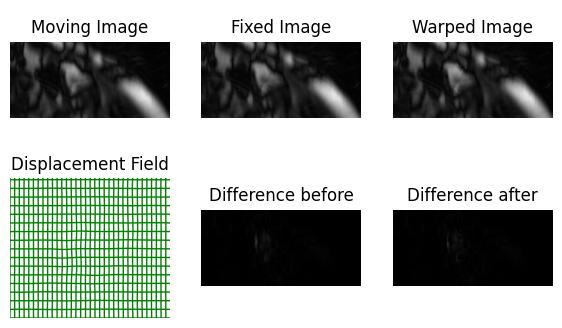 Moving Image
Fixed Image
Warped Image
Displacement Field
Difference before
Difference after